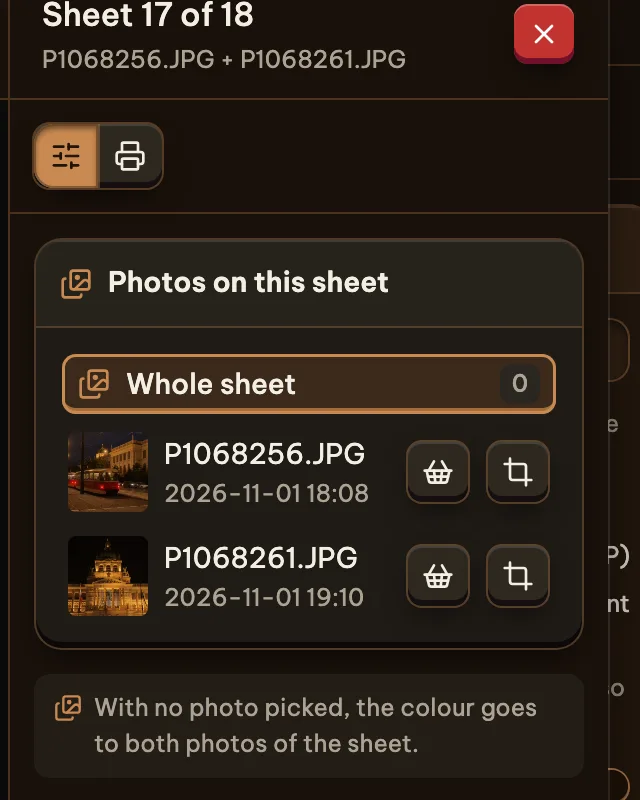 Sheet 17 of 18
P1068256.JPG + P1068261.JPG
Photos on this sheet
Whole sheet 0
P1068256.JPG
2026-11-01 18:08
P1068261.JPG
2026-11-01 19:10
With no photo picked, the colour goes
to both photos of the sheet.